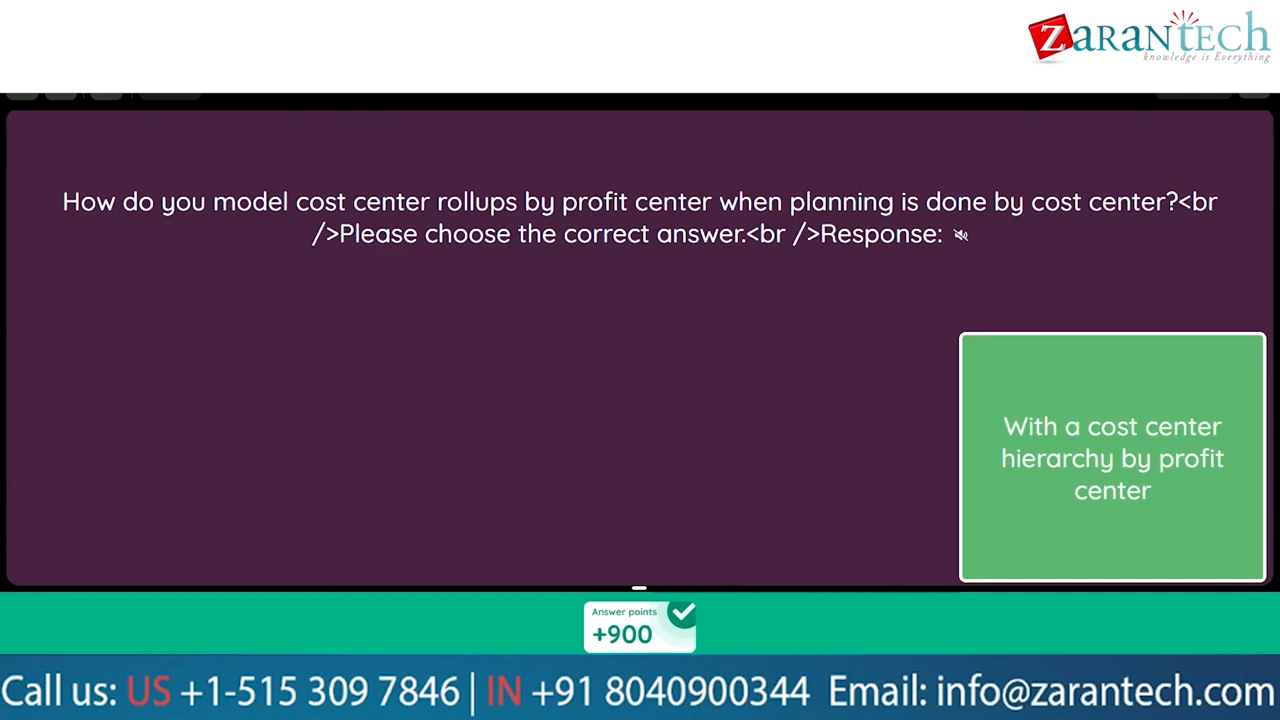 ZARANTECH
knowledge is Everything
How do you model cost center rollups by profit center when planning is done by cost center?<br
/>Please choose the correct answer.<br />Response:
With a cost center
hierarchy by profit
center
Answer points
+900
Call us: US +1-515 309 7846 | IN +91 8040900344 Email: info@zarantech.com